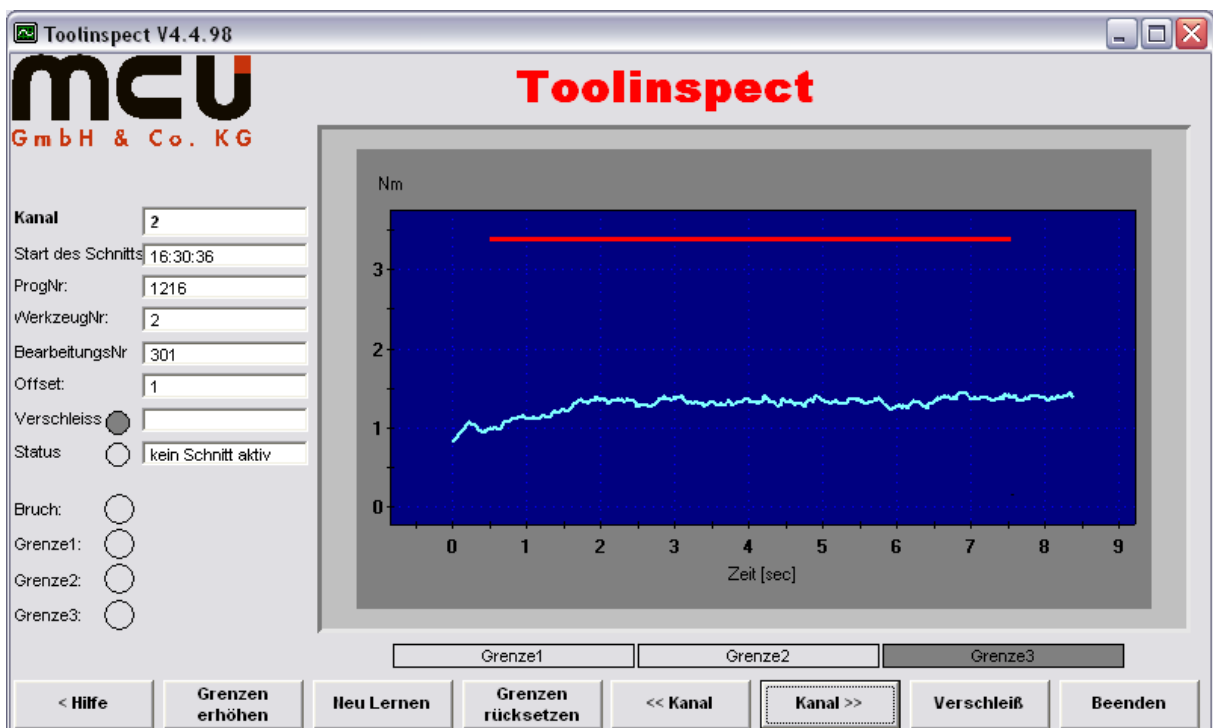 Toolinspect V4.4.98
mcu
GmbH & Co. KG
Toolinspect
Kanal 2
Start des Schnitts 16:30:36
ProgNr: 1216
WerkzeugNr: 2
BearbeitungsNr 301
Offset: 1
Verschleiss
Status kein Schnitt aktiv
Bruch:
Grenze1:
Grenze2:
Grenze3:
Nm
3
2
1
0
0 1 2 3 4 5 6 7 8 9
Zeit [sec]
Grenze1 Grenze2 Grenze3
< Hilfe
Grenzen
erhöhen
Neu Lernen
Grenzen
rücksetzen
<< Kanal
Kanal >>
Verschleiß
Beenden